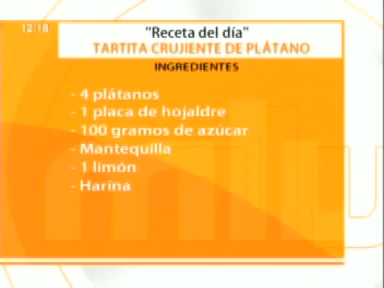 12:18
"Receta del día"
TARTITA CRUJIENTE DE PLÁTANO
INGREDIENTES
- 4 plátanos
- 1 placa de hojaldre
- 100 gramos de azúcar
- Mantequilla
- 1 limón
- Harina